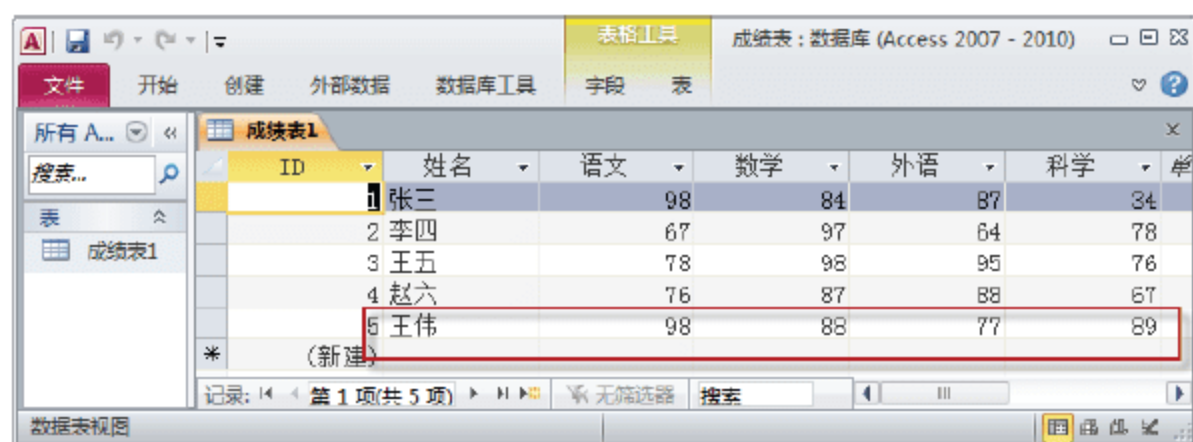 A 表格工具 成绩表 : 数据库 (Access 2007 - 2010)
文件 开始 创建 外部数据 数据库工具 字段 表
所有 A... « 成绩表1
搜索... ID 姓名 语文 数学 外语 科学
1 张三 98 84 87 34
表 2 李四 67 97 64 78
成绩表1 3 王五 78 98 95 76
4 赵六 76 87 88 67
5 王伟 98 88 77 89
* (新建)
记录: 第 1 项(共 5 项) 无筛选器 搜索
数据表视图